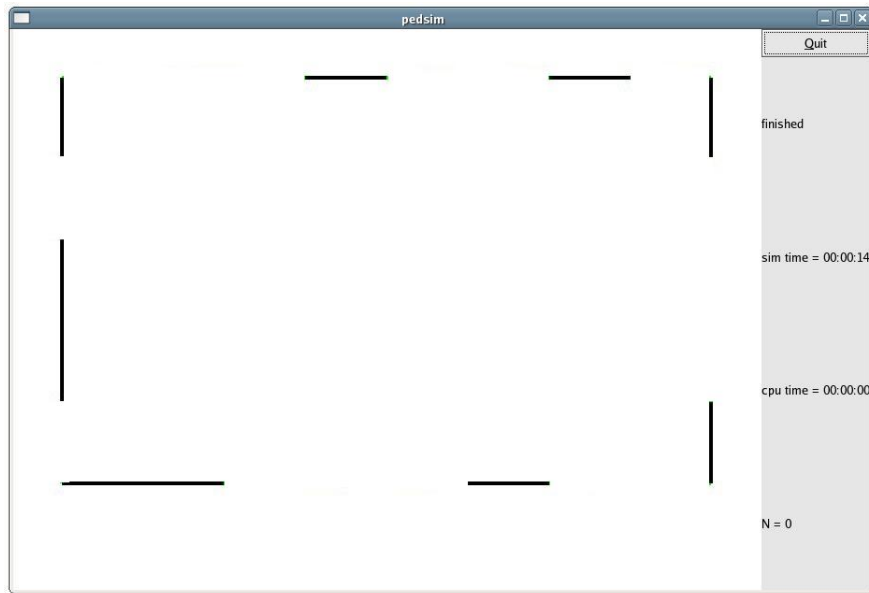 pedsim
Quit
finished
sim time = 00:00:14
cpu time = 00:00:00
N = 0